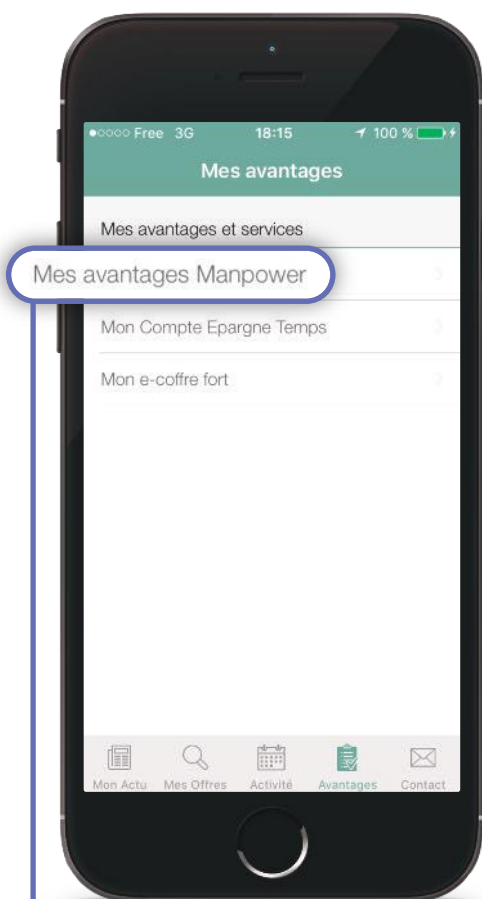 Free 3G 18:15 100 %
Mes avantages
Mes avantages et services
Mes avantages Manpower
Mon Compte Epargne Temps
Mon e-coffre fort
Mon Actu Mes Offres Activité Avantages Contact